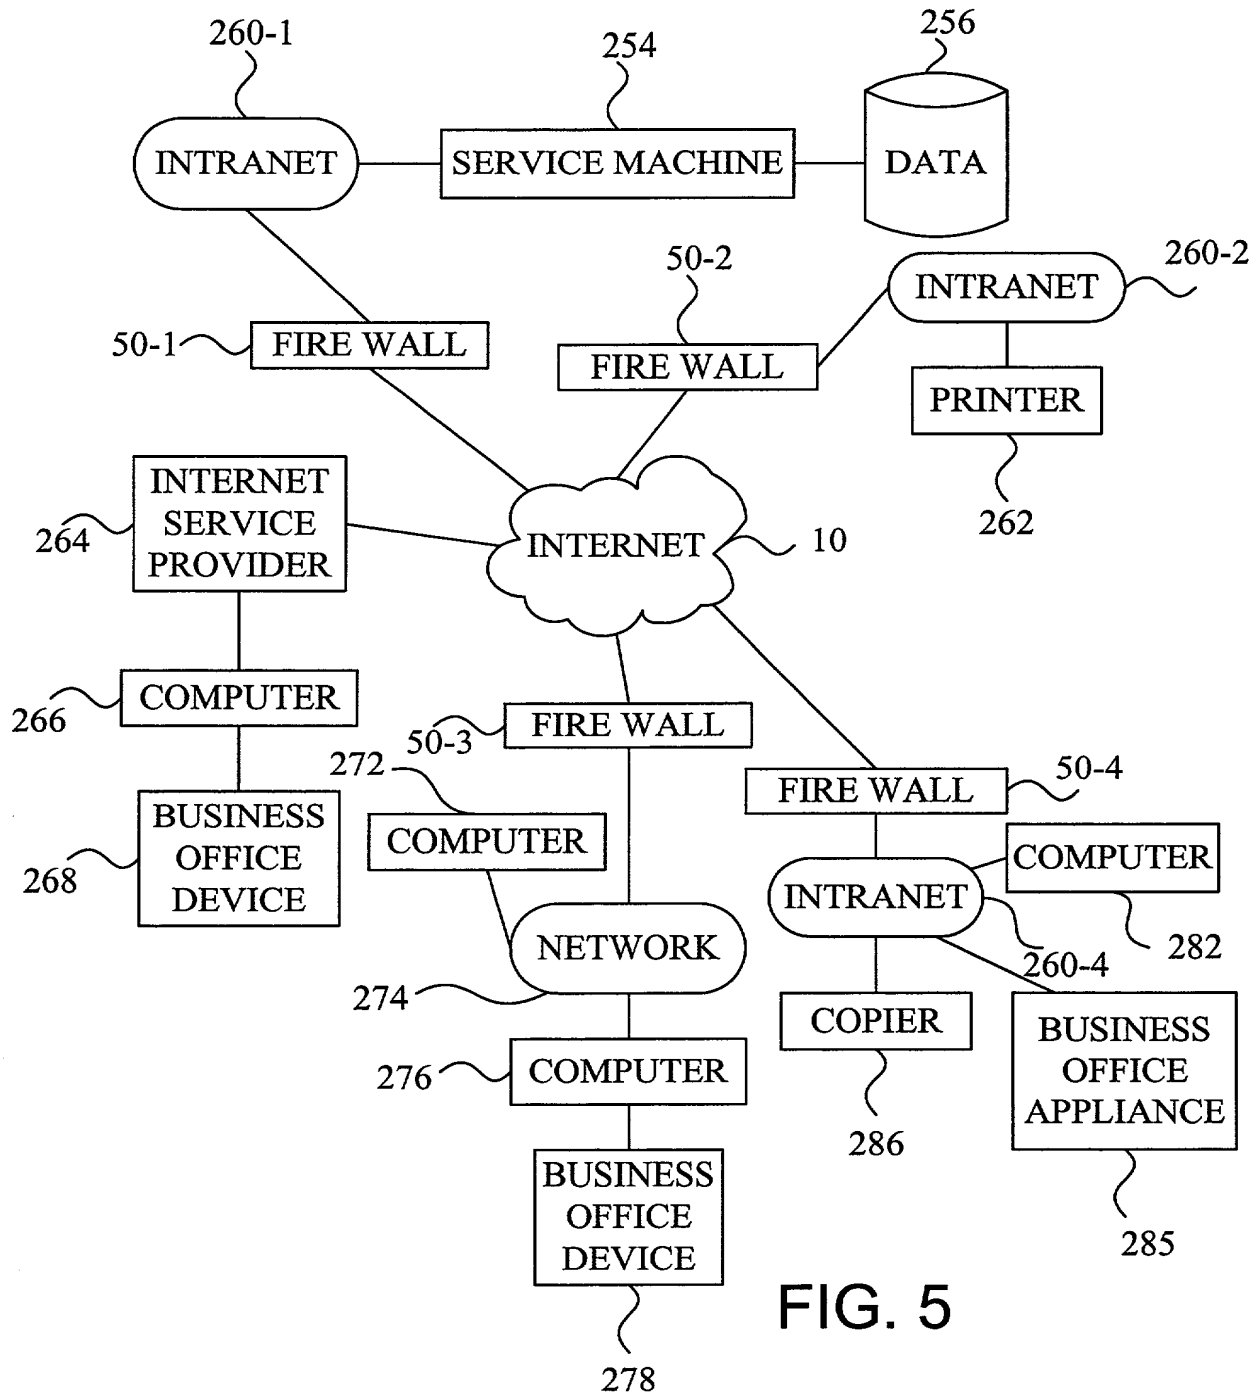 260-1
254
256
INTRANET
SERVICE MACHINE
DATA
50-2
260-2
INTRANET
50-1
FIRE WALL
FIRE WALL
PRINTER
262
INTERNET
SERVICE
PROVIDER
264
INTERNET
10
COMPUTER
266
50-3
FIRE WALL
272
50-4
FIRE WALL
BUSINESS
OFFICE
DEVICE
268
COMPUTER
COMPUTER
282
INTRANET
260-4
NETWORK
274
COPIER
286
BUSINESS
OFFICE
APPLIANCE
285
276
COMPUTER
BUSINESS
OFFICE
DEVICE
278
FIG. 5